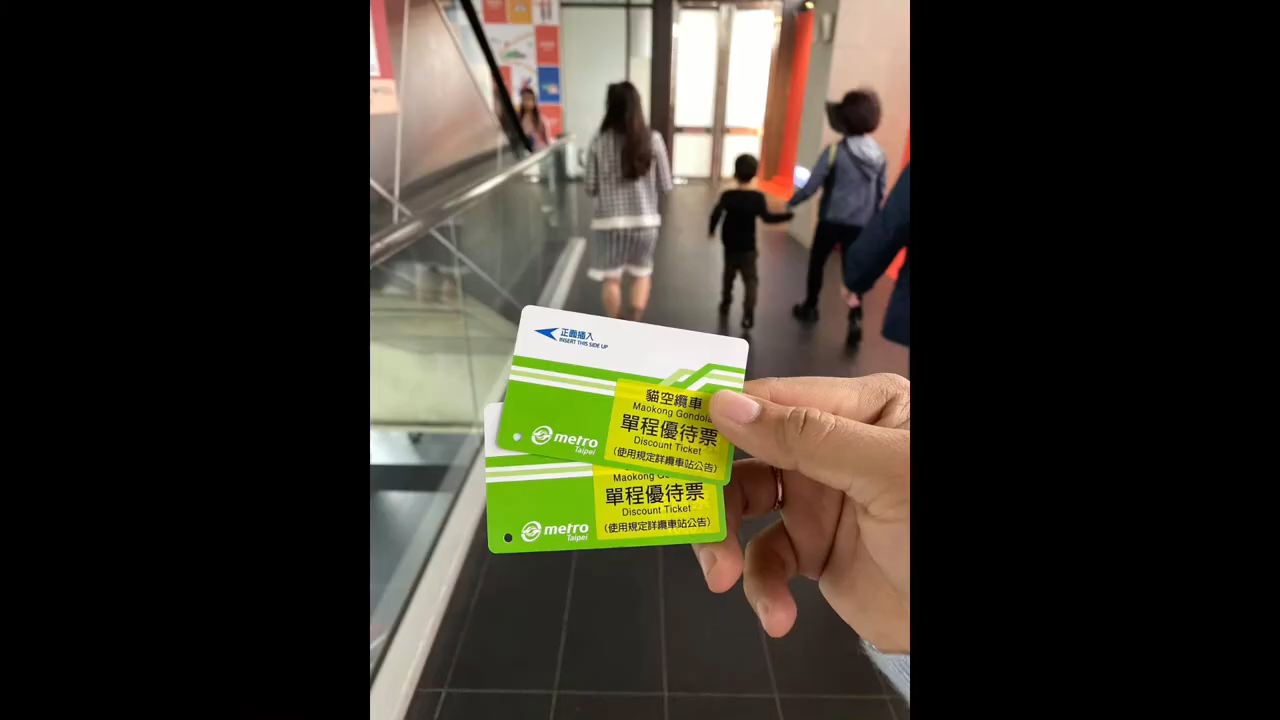 正面插入
INSERT THIS SIDE UP
貓空纜車
Maokong Gondola
單程優待票
Discount Ticket
(使用規定詳纜車站公告)
metro
Taipei
Maokong Go
單程優待票
Discount Ticket
(使用規定詳纜車站公告)
metro
Taipei